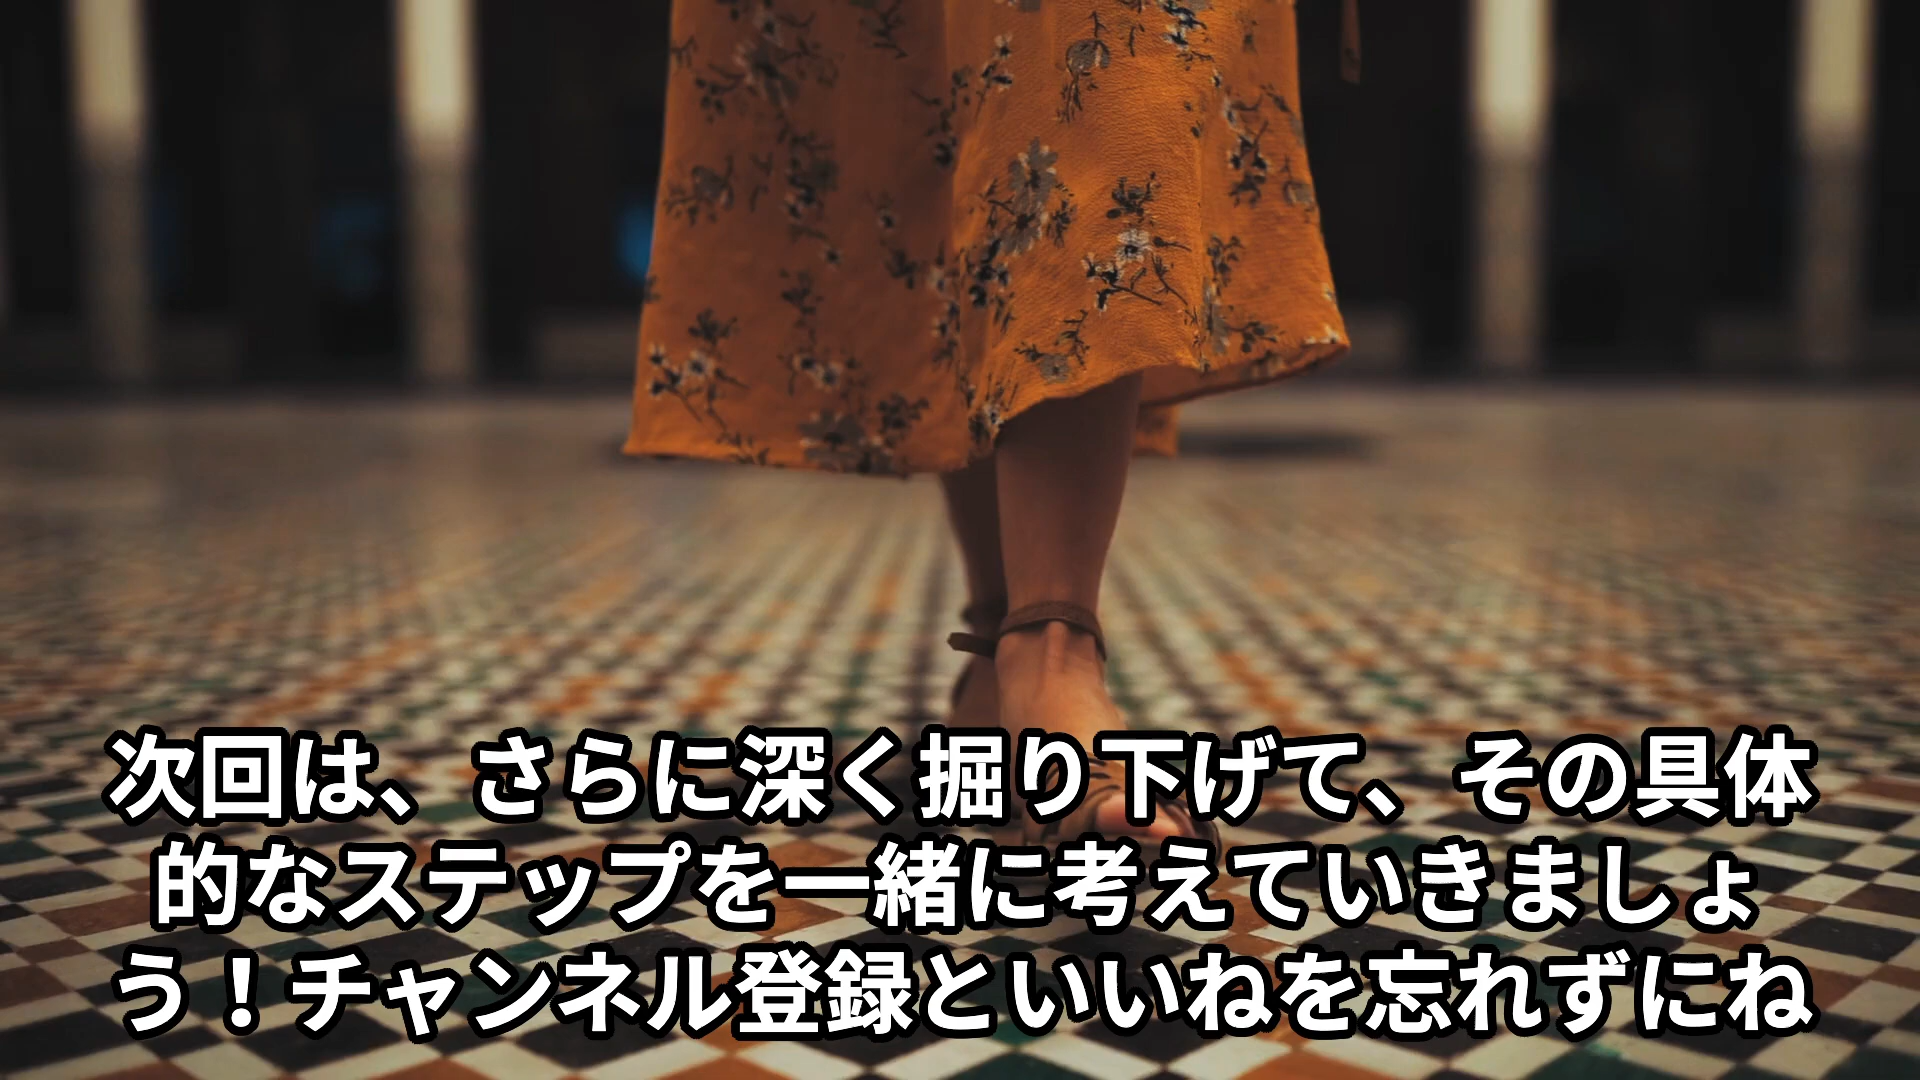 次回は、さらに深く掘り下げて、その具体
的なステップを一緒に考えていきましょ
う！チャンネル登録といいねを忘れずにね